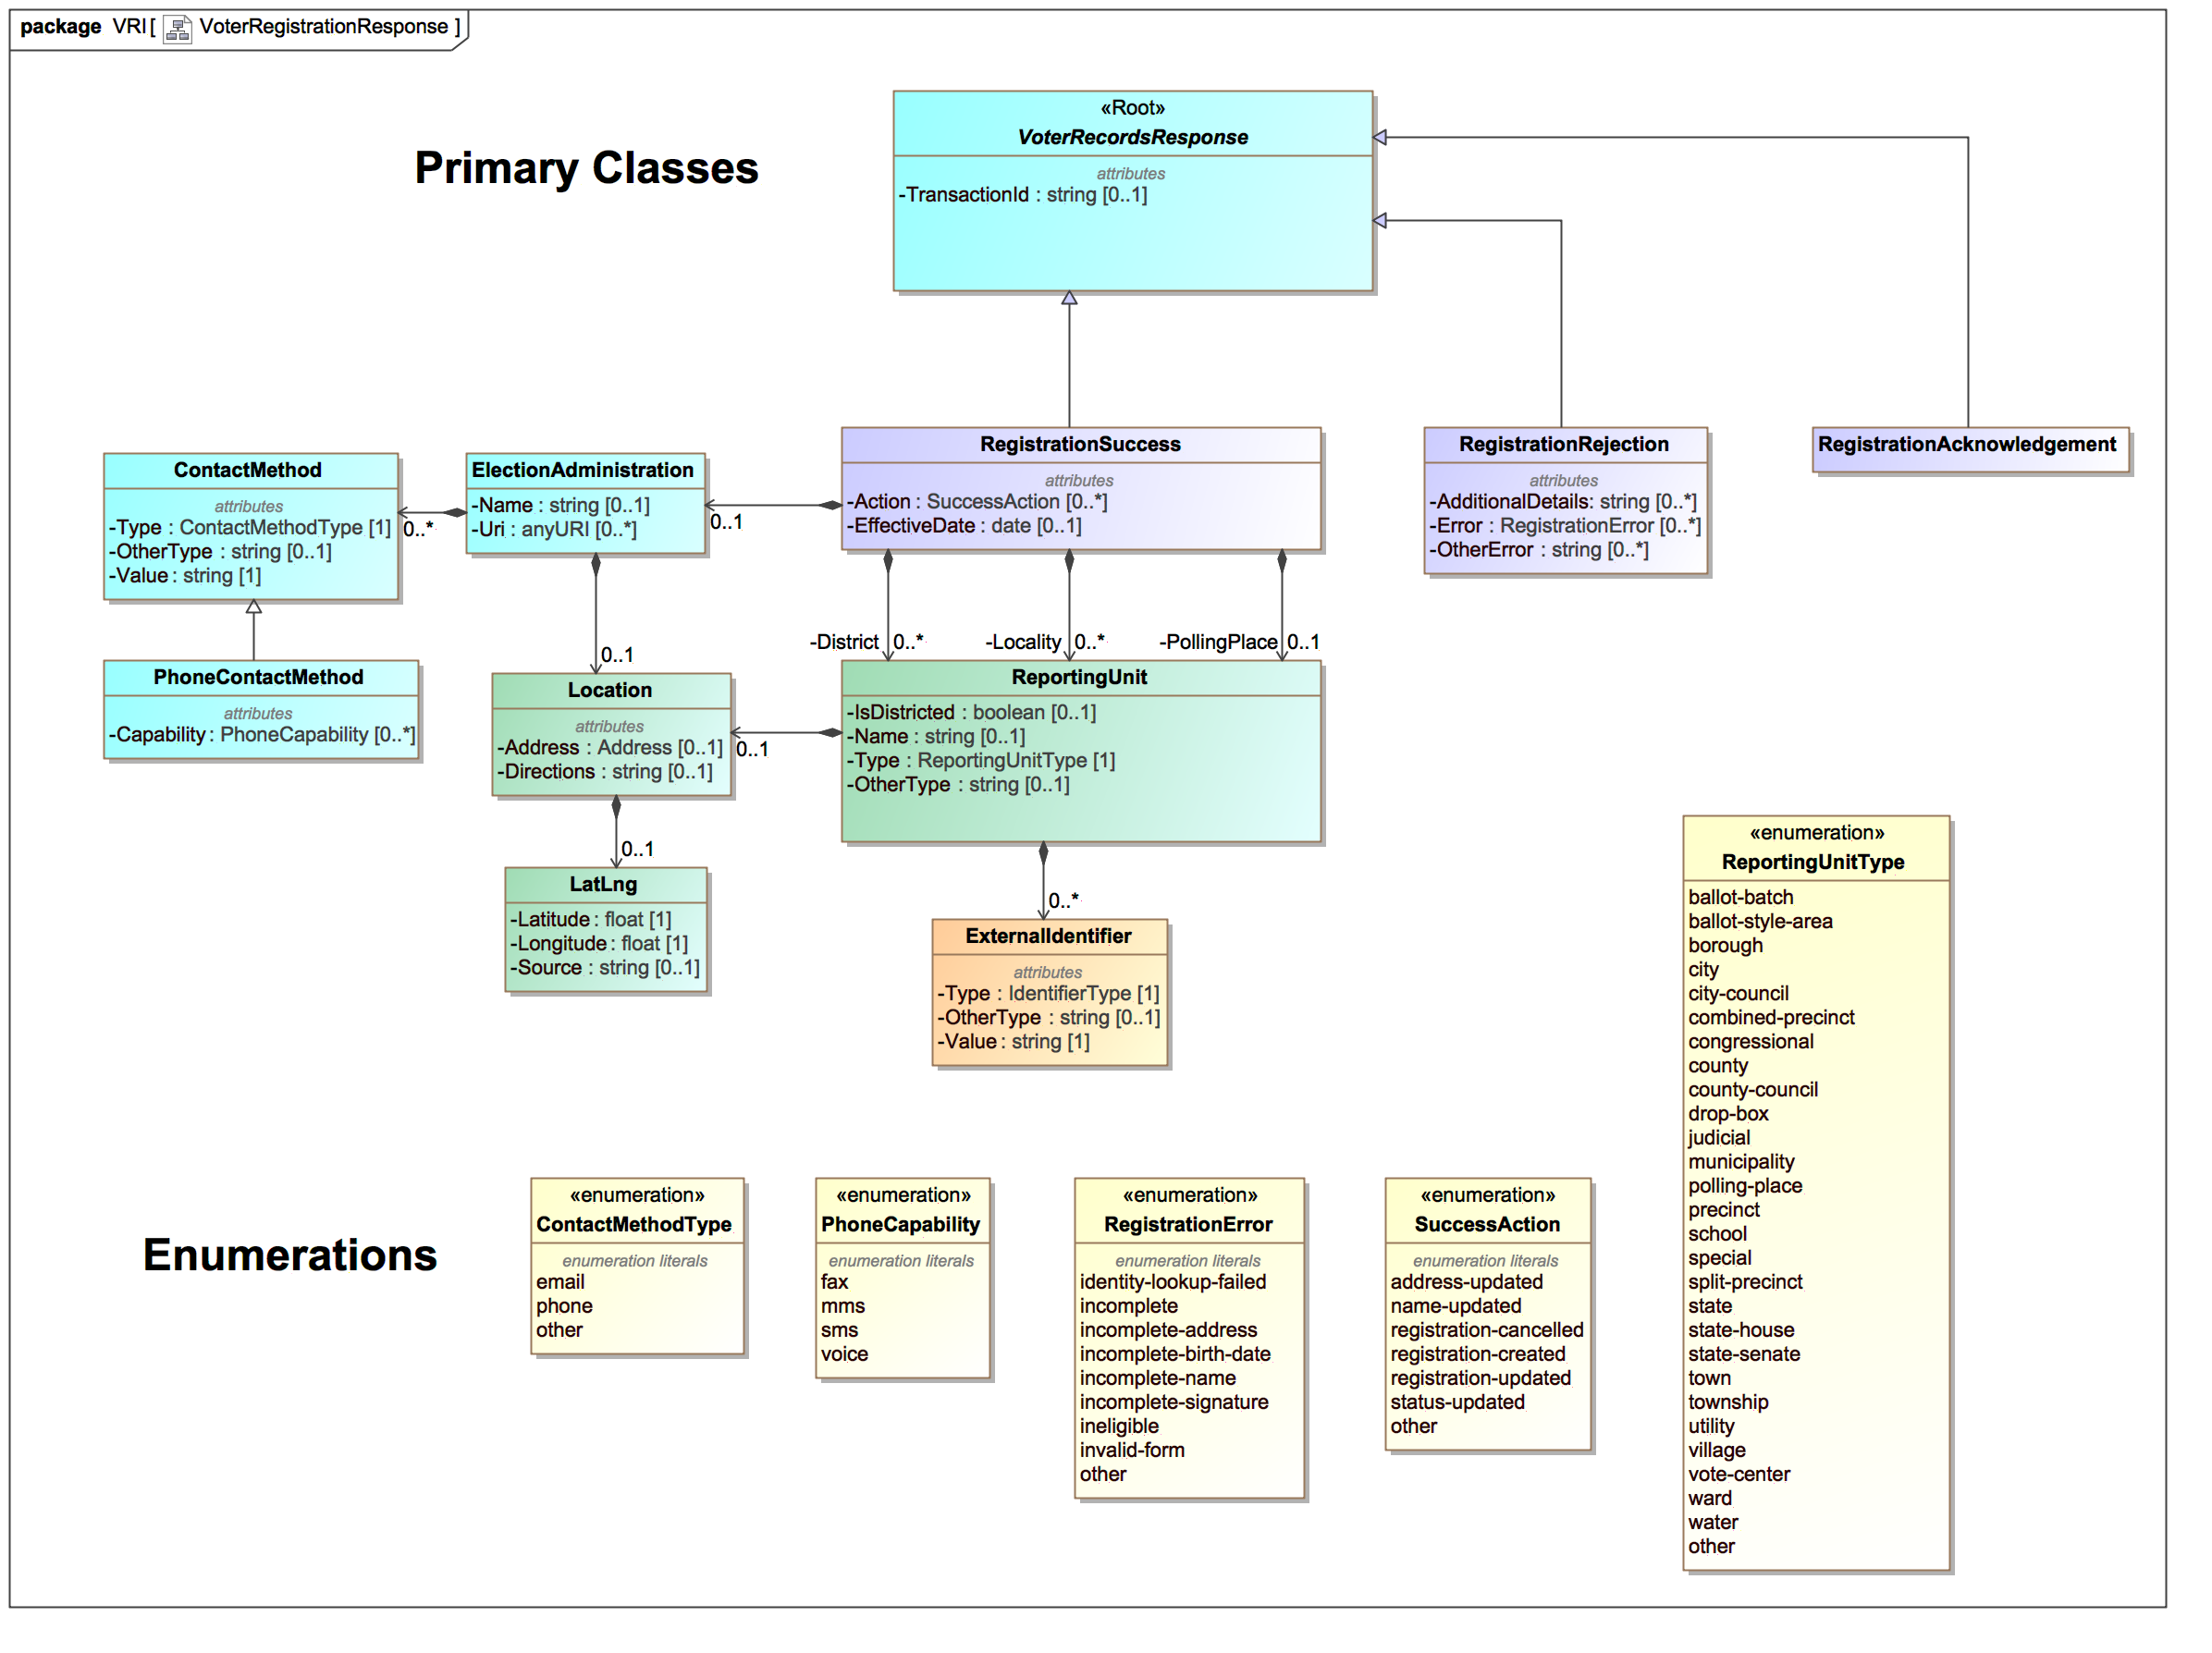 package VRI[ VoterRegistrationResponse ]
Primary Classes
«Root»
VoterRecordsResponse
attributes
-TransactionId : string [0..1]
ContactMethod
attributes
-Type : ContactMethodType [1]
-OtherType : string [0..1]
-Value : string [1]
0..*
ElectionAdministration
-Name : string [0..1]
-Uri : anyURI [0..*]
0..1
RegistrationSuccess
attributes
-Action : SuccessAction [0..*]
-EffectiveDate : date [0..1]
RegistrationRejection
attributes
-AdditionalDetails: string [0..*]
-Error : RegistrationError [0..*]
-OtherError : string [0..*]
RegistrationAcknowledgement
0..1
-District 0..*
-Locality 0..*
-PollingPlace 0..1
PhoneContactMethod
attributes
-Capability : PhoneCapability [0..*]
Location
attributes
-Address : Address [0..1]
-Directions : string [0..1]
0..1
ReportingUnit
-IsDistricted : boolean [0..1]
-Name : string [0..1]
-Type : ReportingUnitType [1]
-OtherType : string [0..1]
0..1
LatLng
-Latitude : float [1]
-Longitude : float [1]
-Source : string [0..1]
0..*
ExternalIdentifier
attributes
-Type : IdentifierType [1]
-OtherType : string [0..1]
-Value : string [1]
«enumeration»
ReportingUnitType
ballot-batch
ballot-style-area
borough
city
city-council
combined-precinct
congressional
county
county-council
drop-box
judicial
municipality
polling-place
precinct
school
special
split-precinct
state
state-house
state-senate
town
township
utility
village
vote-center
ward
water
other
Enumerations
«enumeration»
ContactMethodType
enumeration literals
email
phone
other
«enumeration»
PhoneCapability
enumeration literals
fax
mms
sms
voice
«enumeration»
RegistrationError
enumeration literals
identity-lookup-failed
incomplete
incomplete-address
incomplete-birth-date
incomplete-name
incomplete-signature
ineligible
invalid-form
other
«enumeration»
SuccessAction
enumeration literals
address-updated
name-updated
registration-cancelled
registration-created
registration-updated
status-updated
other